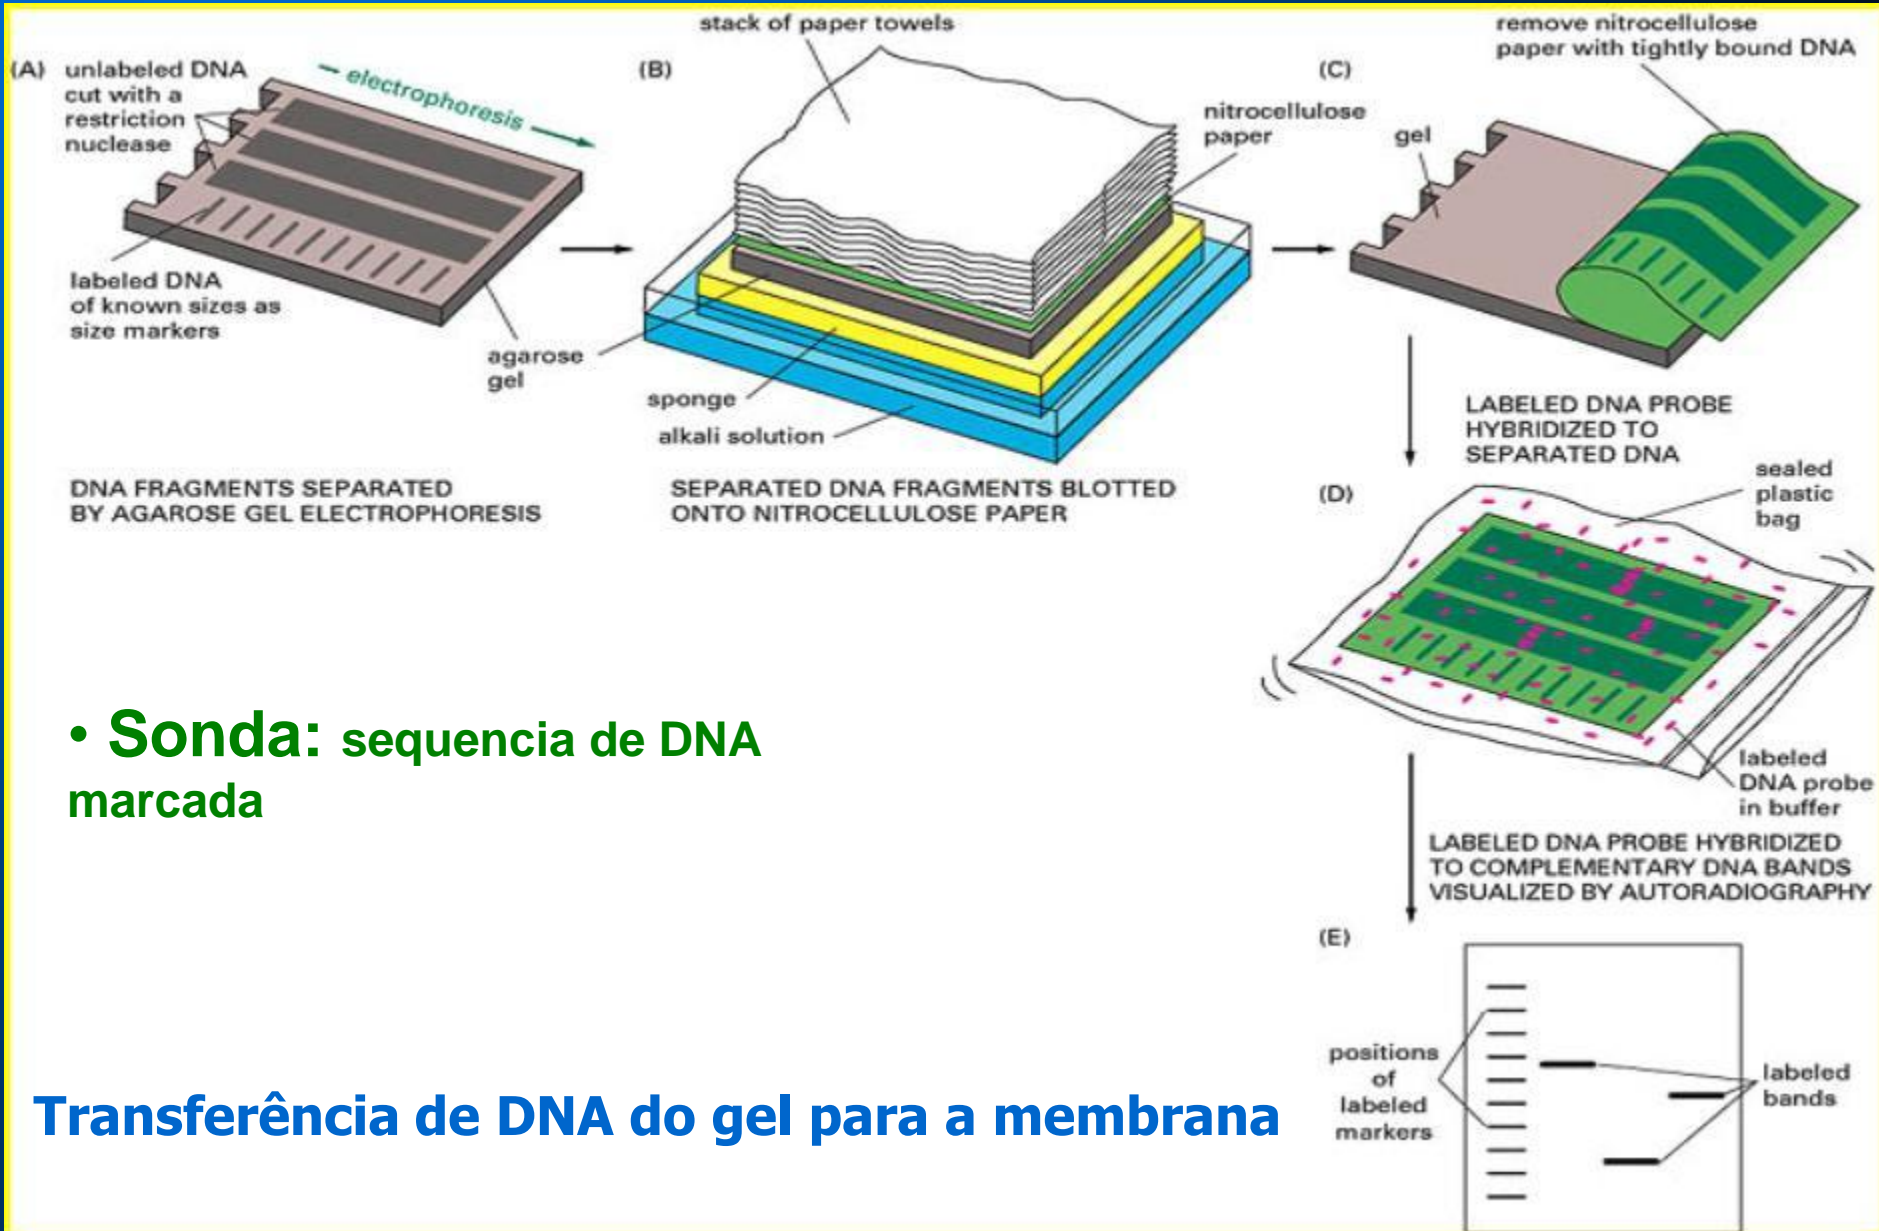 (A) unlabeled DNA
cut with a
restriction
nuclease
electrophoresis
labeled DNA
of known sizes as
size markers
agarose
gel
DNA FRAGMENTS SEPARATED
BY AGAROSE GEL ELECTROPHORESIS
(B)
stack of paper towels
nitrocellulose
paper
sponge
alkali solution
SEPARATED DNA FRAGMENTS BLOTTED
ONTO NITROCELLULOSE PAPER
(C)
remove nitrocellulose
paper with tightly bound DNA
gel
LABELED DNA PROBE
HYBRIDIZED TO
SEPARATED DNA
(D)
sealed
plastic
bag
labeled
DNA probe
in buffer
LABELED DNA PROBE HYBRIDIZED
TO COMPLEMENTARY DNA BANDS
VISUALIZED BY AUTORADIOGRAPHY
(E)
positions
of
labeled
markers
labeled
bands
• Sonda: sequencia de DNA
marcada
Transferência de DNA do gel para a membrana